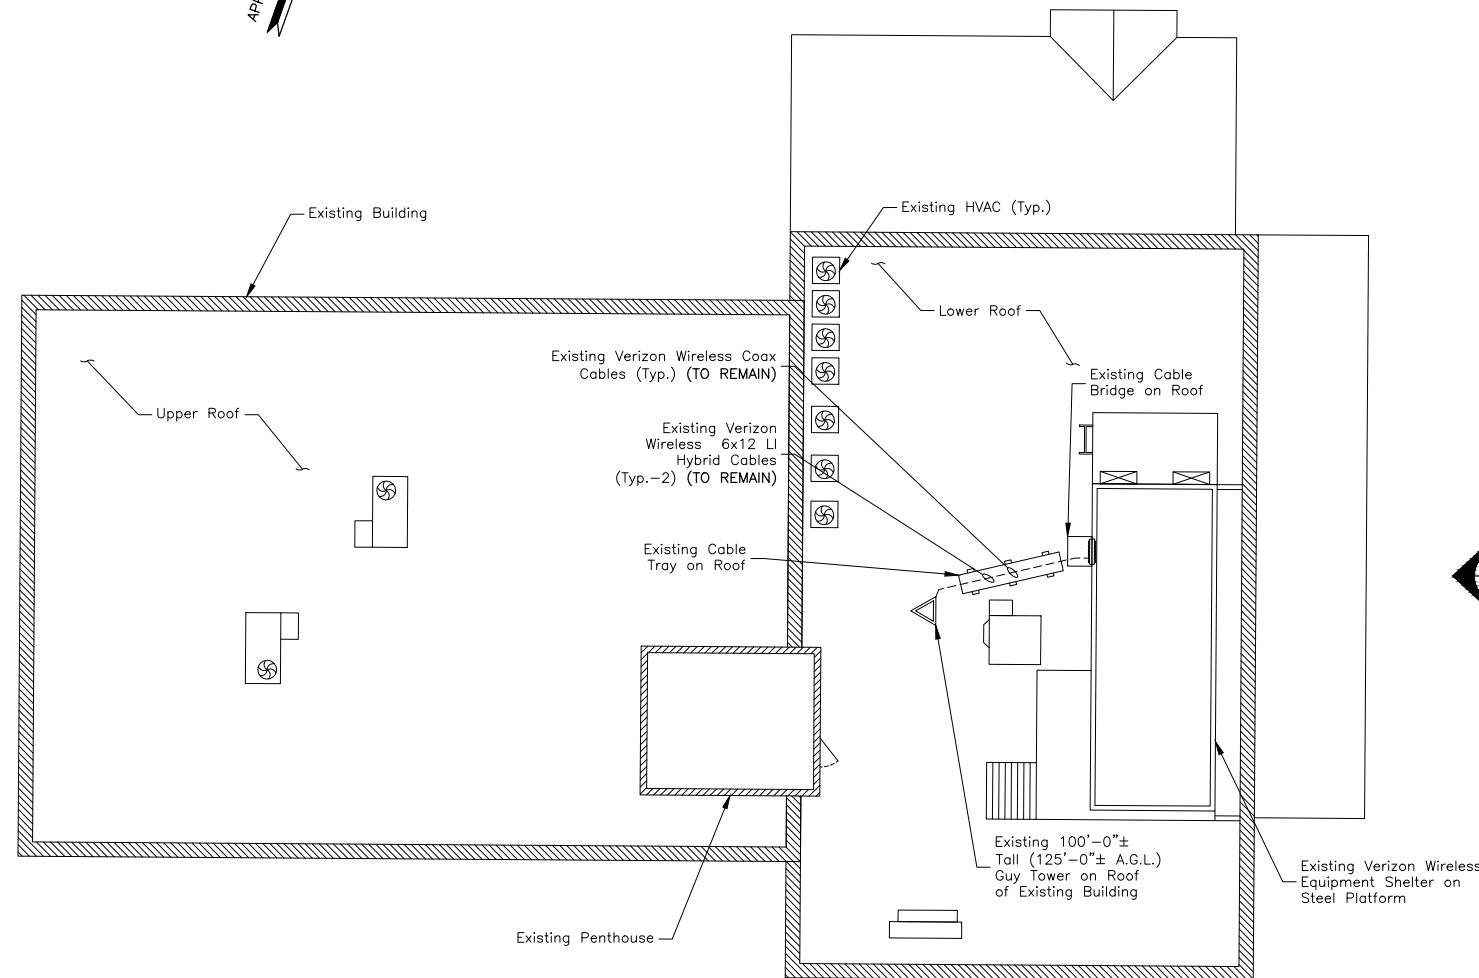 Existing Building
Existing HVAC (Typ.)
Lower Roof
Existing Verizon Wireless Coax
Cables (Typ.) (TO REMAIN)
Existing Cable
Bridge on Roof
Upper Roof
Existing Verizon
Wireless 6x12 LI
Hybrid Cables
(Typ.-2) (TO REMAIN)
Existing Cable
Tray on Roof
Existing 100'-0"±
Tall (125'-0"± A.G.L.)
Guy Tower on Roof
of Existing Building
Existing Verizon Wireless
Equipment Shelter on
Steel Platform
Existing Penthouse